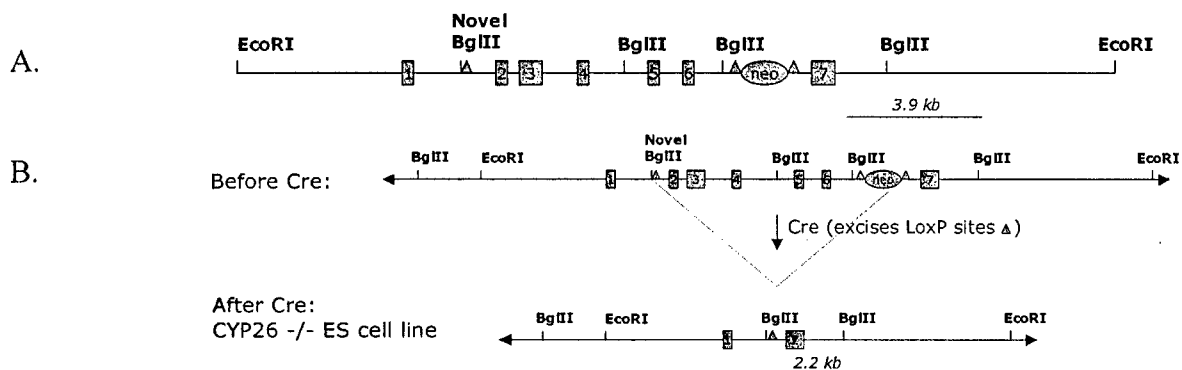 A.
EcoRI
Novel
BglII
BglII
BglII
BglII
EcoRI
1
2
3
4
5
6
neo
7
3.9 kb
B.
Before Cre:
BglII
EcoRI
Novel
BglII
BglII
BglII
BglII
EcoRI
1
2
3
4
5
6
neo
7
Cre (excises LoxP sites Δ)
After Cre:
CYP26 -/- ES cell line
BglII
EcoRI
BglII
BglII
EcoRI
1
7
2.2 kb